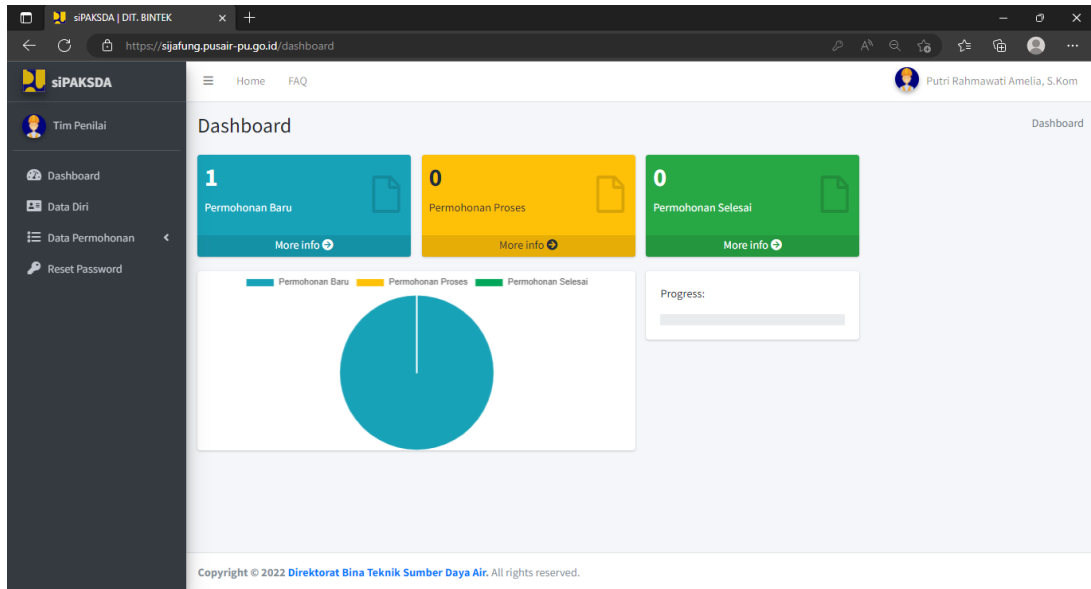 siPAKSDA | DIT. BINTEK
https://sijafung.pusair-pu.go.id/dashboard
siPAKSDA
Home FAQ
Putri Rahmawati Amelia, S.Kom
Tim Penilai
Dashboard
Data Diri
Data Permohonan
Reset Password
Dashboard
Dashboard
1
Permohonan Baru
More info
0
Permohonan Proses
More info
0
Permohonan Selesai
More info
Permohonan Baru Permohonan Proses Permohonan Selesai
Progress:
Copyright © 2022 Direktorat Bina Teknik Sumber Daya Air. All rights reserved.